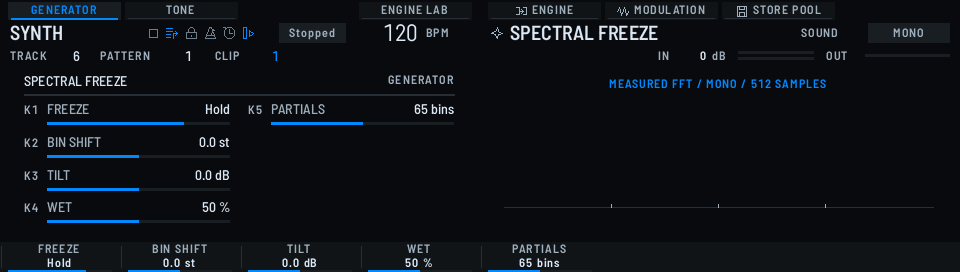 GENERATOR TONE ENGINE LAB ENGINE MODULATION STORE POOL
SYNTH Stopped 120 BPM SPECTRAL FREEZE SOUND MONO
TRACK 6 PATTERN 1 CLIP 1 IN 0 dB OUT
SPECTRAL FREEZE GENERATOR MEASURED FFT / MONO / 512 SAMPLES
K1 FREEZE Hold K5 PARTIALS 65 bins
K2 BIN SHIFT 0.0 st
K3 TILT 0.0 dB
K4 WET 50 %
FREEZE BIN SHIFT TILT WET PARTIALS
Hold 0.0 st 0.0 dB 50 % 65 bins